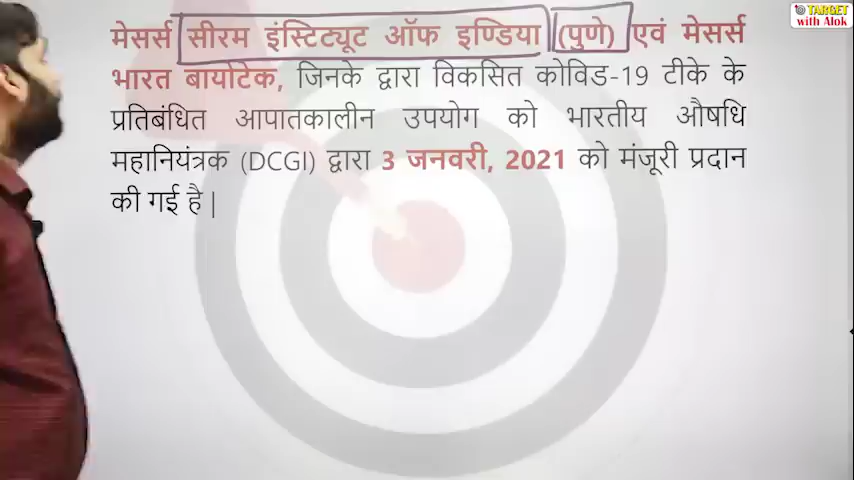 TARGET
with Alok
मेसर्स सीरम इंस्टिट्यूट ऑफ इण्डिया (पुणे) एवं मेसर्स
भारत बायोटेक, जिनके द्वारा विकसित कोविड-19 टीके के
प्रतिबंधित आपातकालीन उपयोग को भारतीय औषधि
महानियंत्रक (DCGI) द्वारा 3 जनवरी, 2021 को मंजूरी प्रदान
की गई है |